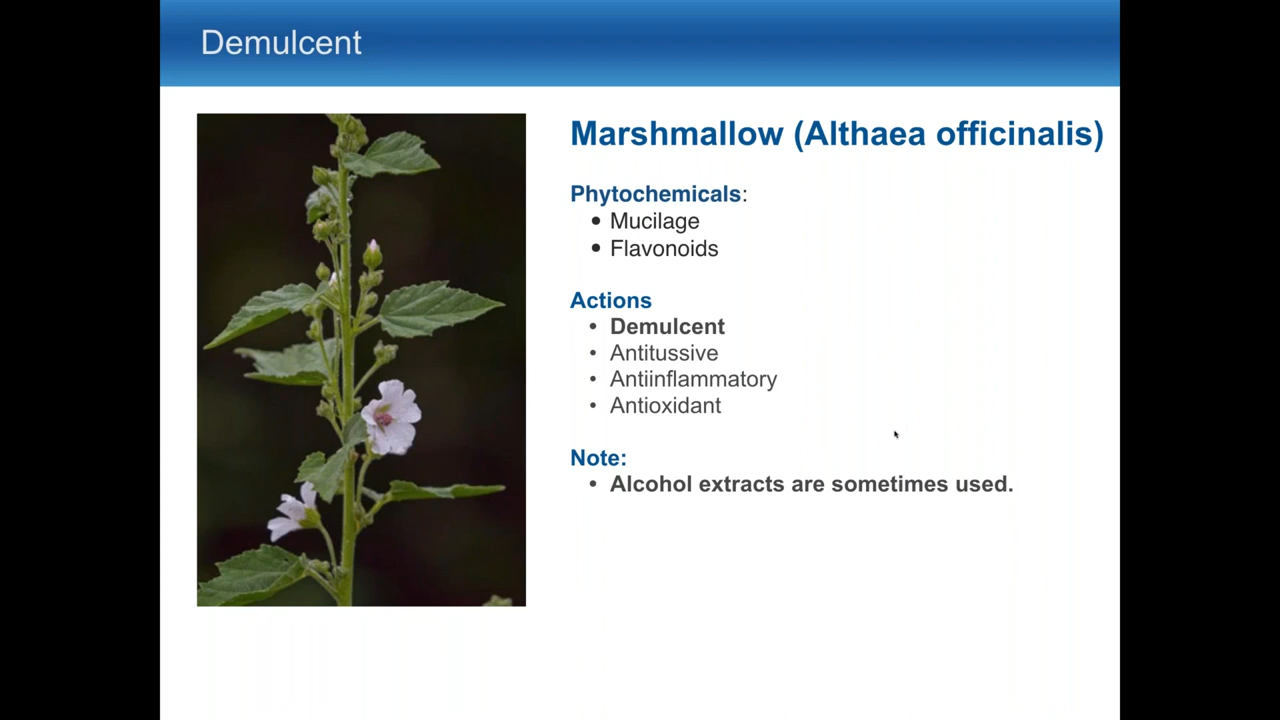 Demulcent
Marshmallow (Althaea officinalis)
Phytochemicals:
• Mucilage
• Flavonoids
Actions
• Demulcent
• Antitussive
• Antiinflammatory
• Antioxidant
Note:
• Alcohol extracts are sometimes used.